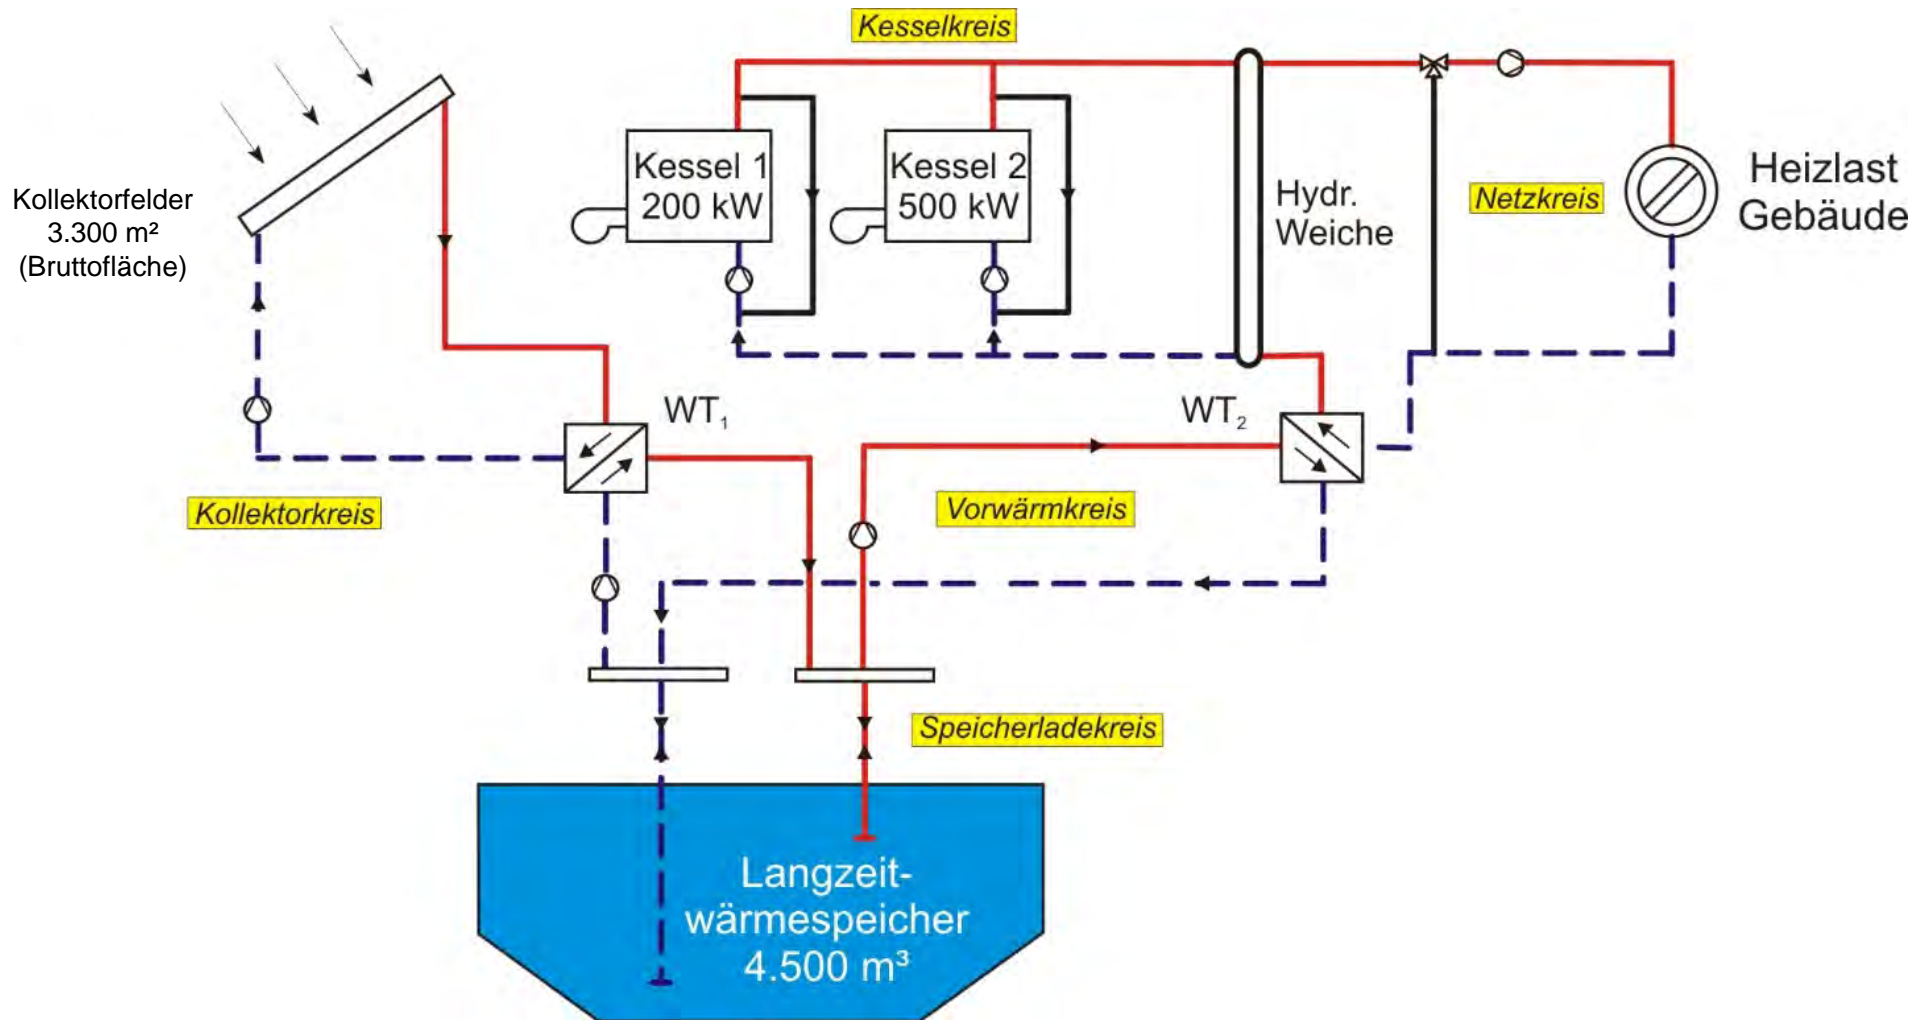 Kesselkreis
Kollektorfelder
3.300 m²
(Bruttofläche)
Kessel 1
200 kW
Kessel 2
500 kW
Hydr.
Weiche
Netzkreis
Heizlast
Gebäude
WT₁
WT₂
Kollektorkreis
Vorwärmkreis
Speicherladekreis
Langzeit-
wärmespeicher
4.500 m³